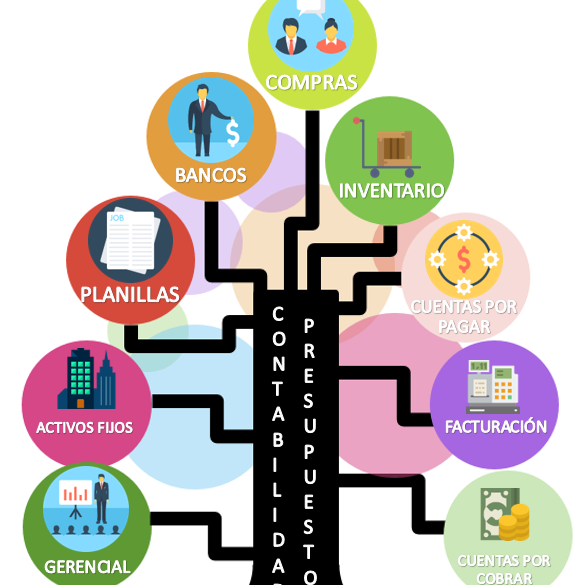 COMPRAS
BANCOS
INVENTARIO
JOB
PLANILLAS
CUENTAS POR
PAGAR
CONTABILIDAD
PRESUPUESTO
ACTIVOS FIJOS
FACTURACIÓN
GERENCIAL
CUENTAS POR
COBRAR